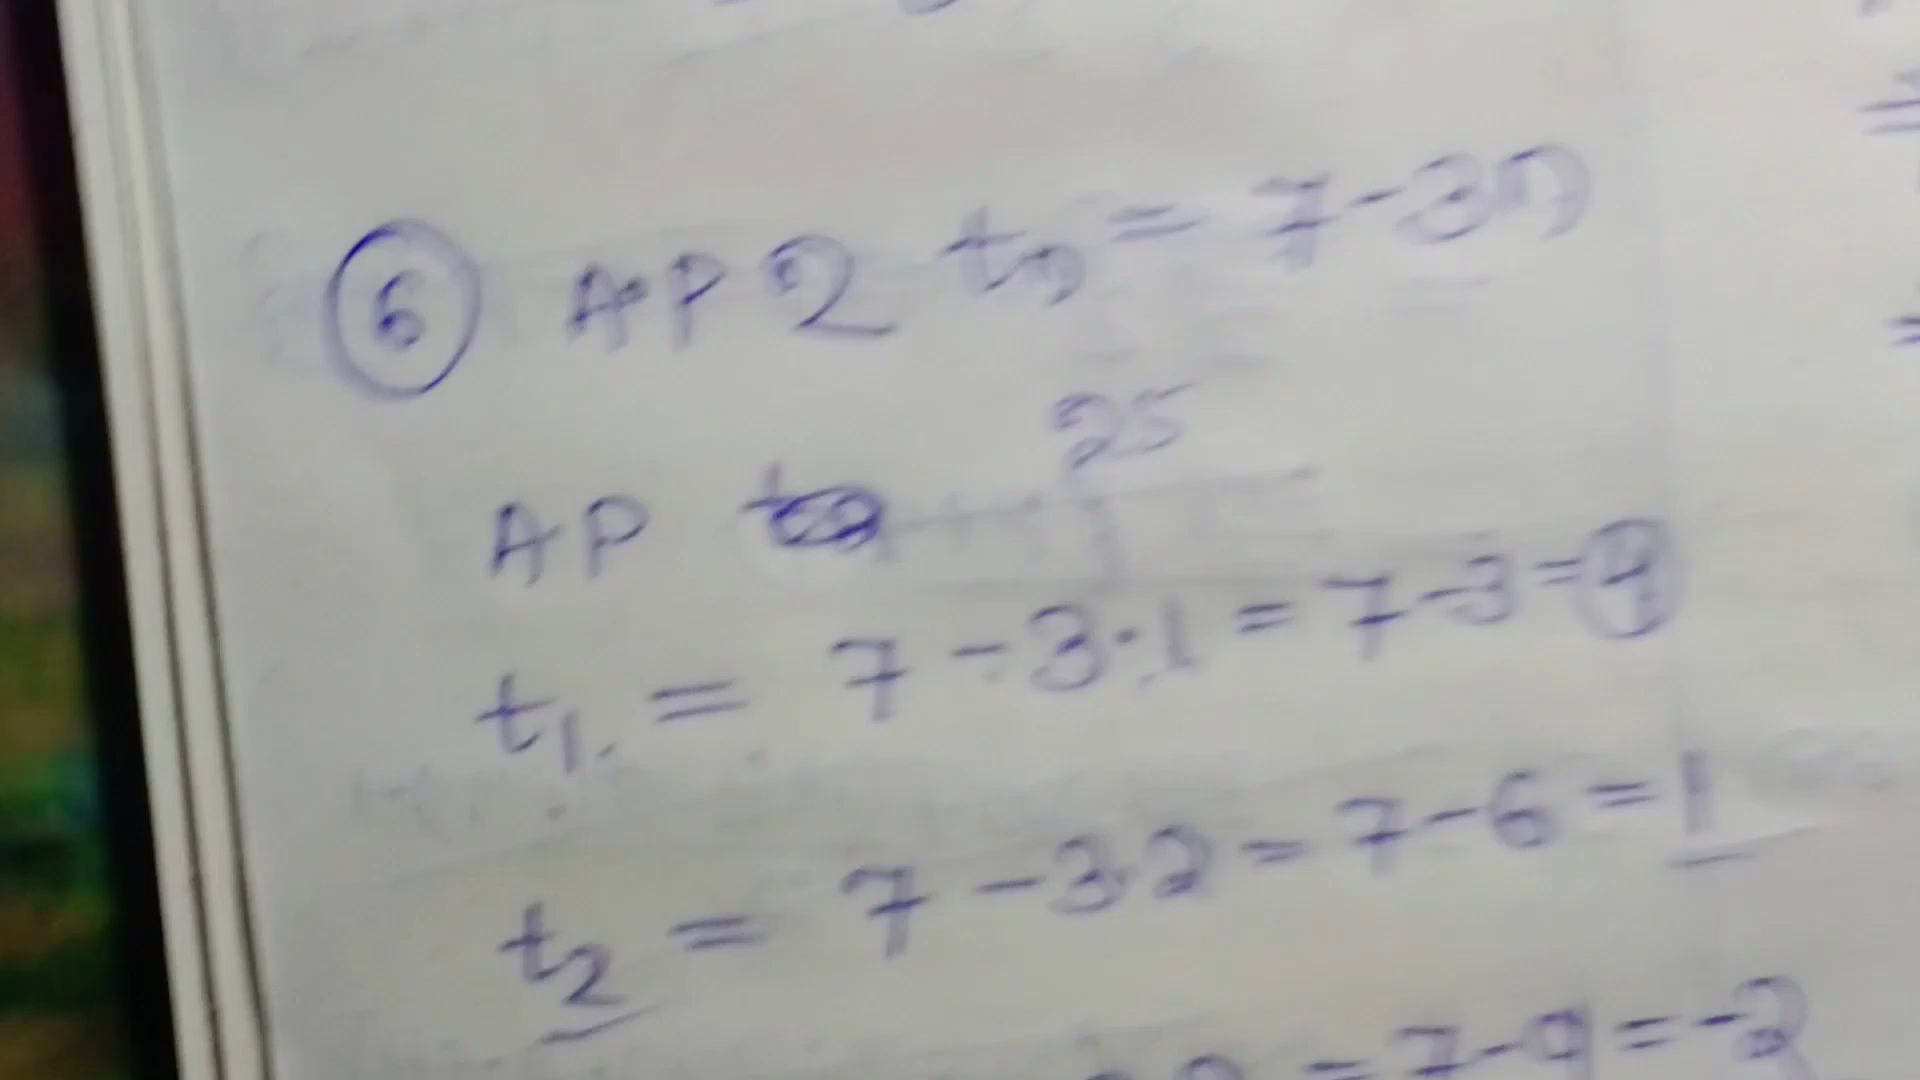 ⑥ AP 2 tn = 7-3n
25
AP
t1. = 7 - 3·1 = 7-3 = 4
t2 = 7 - 3.2 = 7-6 = 1
= 7-9 = -2